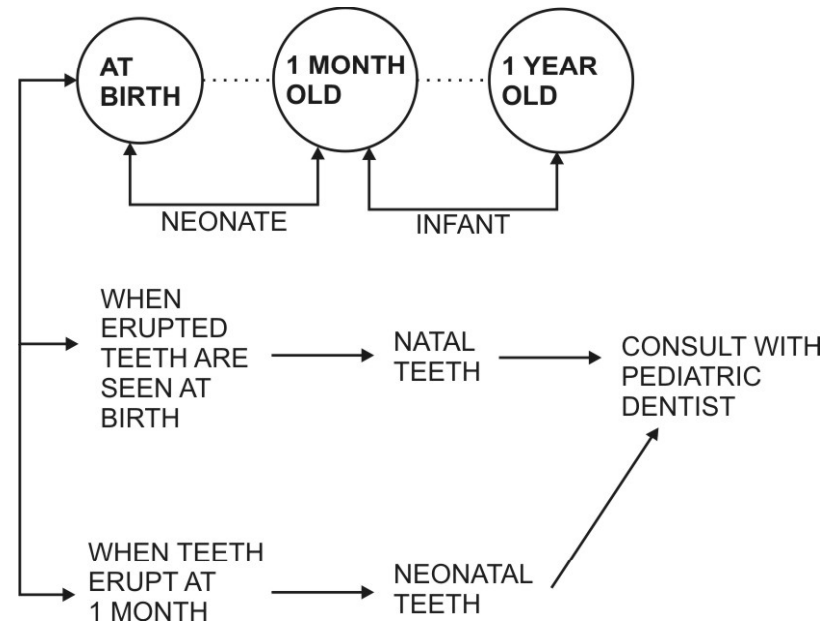 AT
BIRTH
1 MONTH
OLD
1 YEAR
OLD
NEONATE
INFANT
WHEN
ERUPTED
TEETH ARE
SEEN AT
BIRTH
NATAL
TEETH
CONSULT WITH
PEDIATRIC
DENTIST
WHEN TEETH
ERUPT AT
1 MONTH
NEONATAL
TEETH